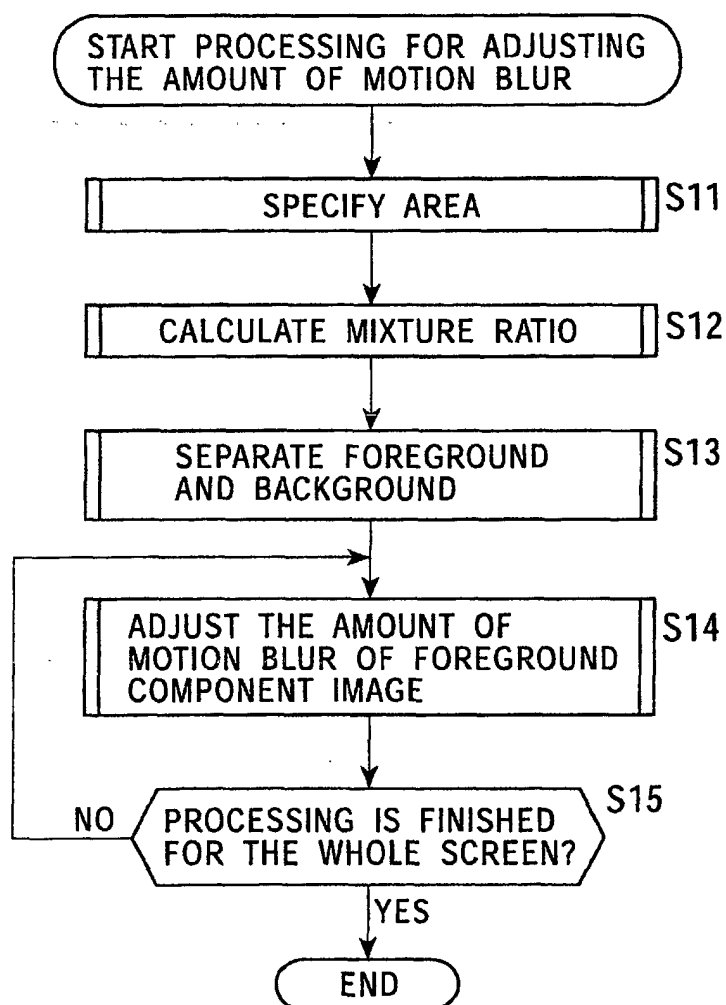 START PROCESSING FOR ADJUSTING
THE AMOUNT OF MOTION BLUR
SPECIFY AREA
S11
CALCULATE MIXTURE RATIO
S12
SEPARATE FOREGROUND
AND BACKGROUND
S13
ADJUST THE AMOUNT OF
MOTION BLUR OF FOREGROUND
COMPONENT IMAGE
S14
PROCESSING IS FINISHED
FOR THE WHOLE SCREEN?
S15
NO
YES
END